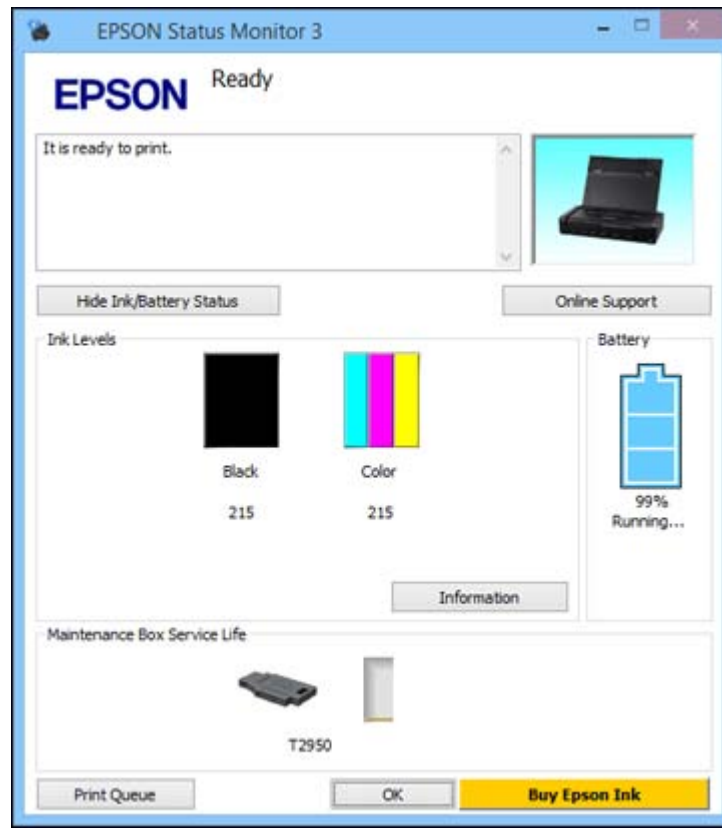 EPSON Status Monitor 3
EPSON
Ready
It is ready to print.
Hide Ink/Battery Status
Online Support
Ink Levels
Battery
Black
Color
215
215
99%
Running...
Information
Maintenance Box Service Life
T2950
Print Queue
OK
Buy Epson Ink